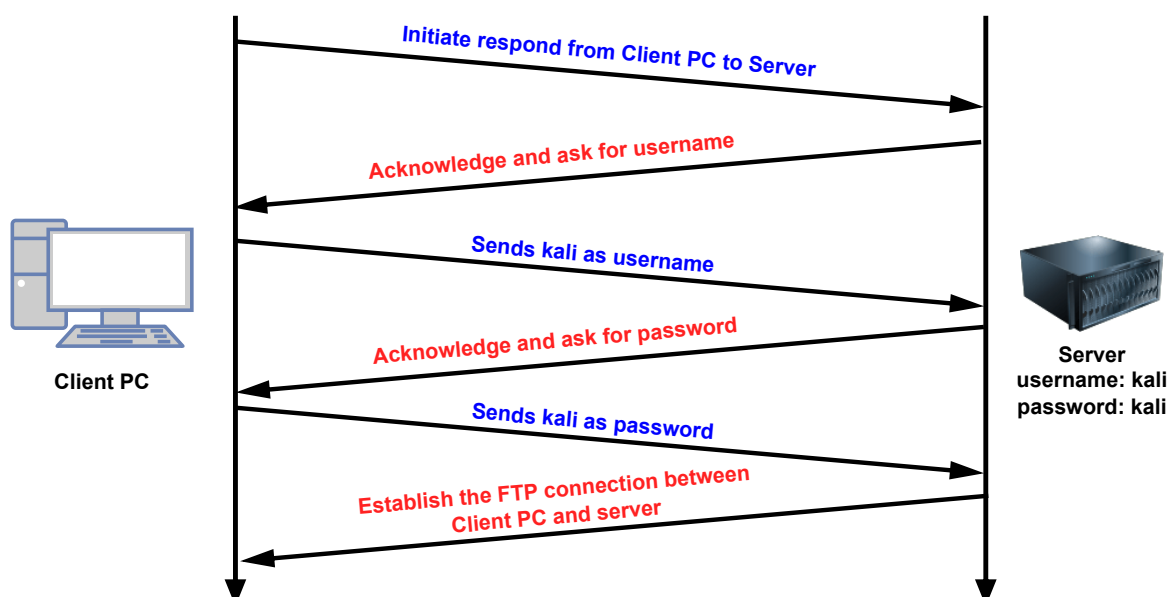 Initiate respond from Client PC to Server
Acknowledge and ask for username
Sends kali as username
Acknowledge and ask for password
Client PC
Server
username: kali
password: kali
Sends kali as password
Establish the FTP connection between
Client PC and server